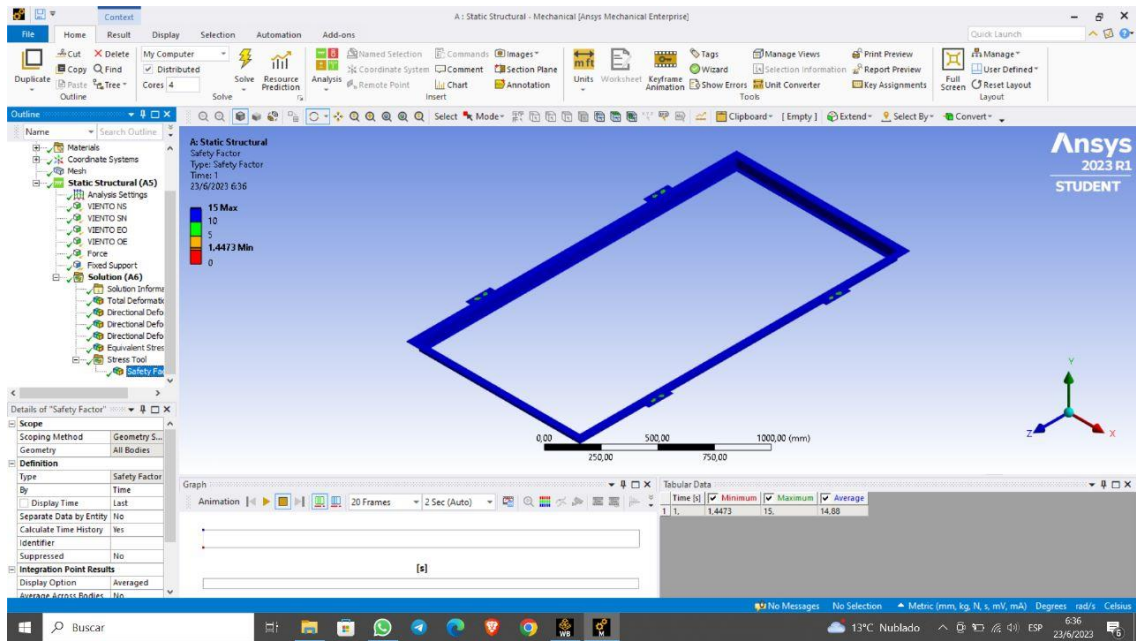 Context
A : Static Structural - Mechanical [Ansys Mechanical Enterprise]
File Home Result Display Selection Automation Add-ons
Quick Launch
Duplicate
Cut
Copy
Paste
Delete
Find
Tree
Outline
My Computer
Distributed
Cores 4
Solve
Resource Prediction
Solve
Analysis
Named Selection
Coordinate System
Remote Point
Commands
Comment
Chart
Images
Section Plane
Annotation
Insert
Units
Worksheet
Keyframe Animation
Tags
Wizard
Show Errors
Manage Views
Selection Information
Unit Converter
Print Preview
Report Preview
Key Assignments
Tools
Full Screen
Manage
User Defined
Reset Layout
Layout
Outline
Name Search Outline
Select Mode
Clipboard [ Empty ] Extend Select By Convert
Materials
Coordinate Systems
Mesh
Static Structural (A5)
Analysis Settings
VIENTO NS
VIENTO SN
VIENTO EO
VIENTO OE
Force
Fixed Support
Solution (A6)
Solution Informa
Total Deformatio
Directional Defo
Directional Defo
Directional Defo
Equivalent Stres
Stress Tool
Safety Fac
A: Static Structural
Safety Factor
Type: Safety Factor
Time: 1
23/6/2023 6:36
15 Max
10
5
1,4473 Min
0
Ansys
2023 R1
STUDENT
0,00 500,00 1000,00 (mm)
250,00 750,00
Y
Z X
Details of "Safety Factor"
Scope
Scoping Method Geometry S...
Geometry All Bodies
Definition
Type Safety Factor
By Time
Display Time Last
Separate Data by Entity No
Calculate Time History Yes
Identifier
Suppressed No
Integration Point Results
Display Option Averaged
Average Across Bodies No
Graph
Animation 20 Frames 2 Sec (Auto)
[s]
Tabular Data
Time [s] Minimum Maximum Average
1 1, 1,4473 15, 14,88
No Messages No Selection Metric (mm, kg, N, s, mV, mA) Degrees rad/s Celsius
Buscar
WB
M
13°C Nublado
ESP
6:36
23/6/2023
6